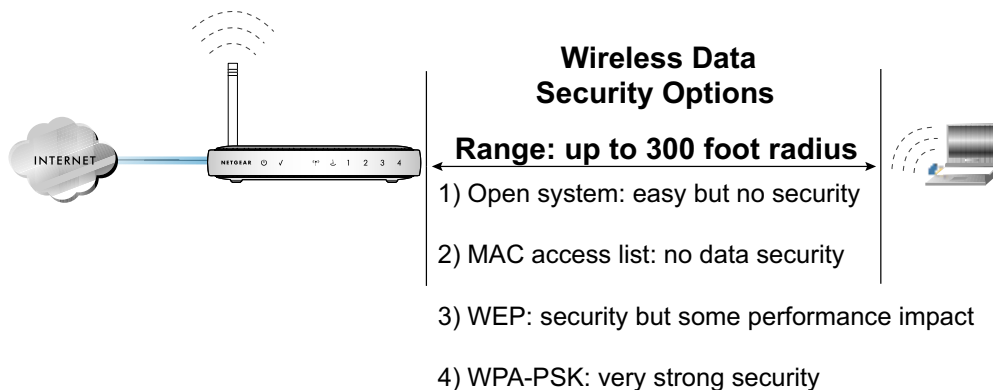 Wireless Data
Security Options
Range: up to 300 foot radius
INTERNET
NETGEAR 1 2 3 4
1) Open system: easy but no security
2) MAC access list: no data security
3) WEP: security but some performance impact
4) WPA-PSK: very strong security